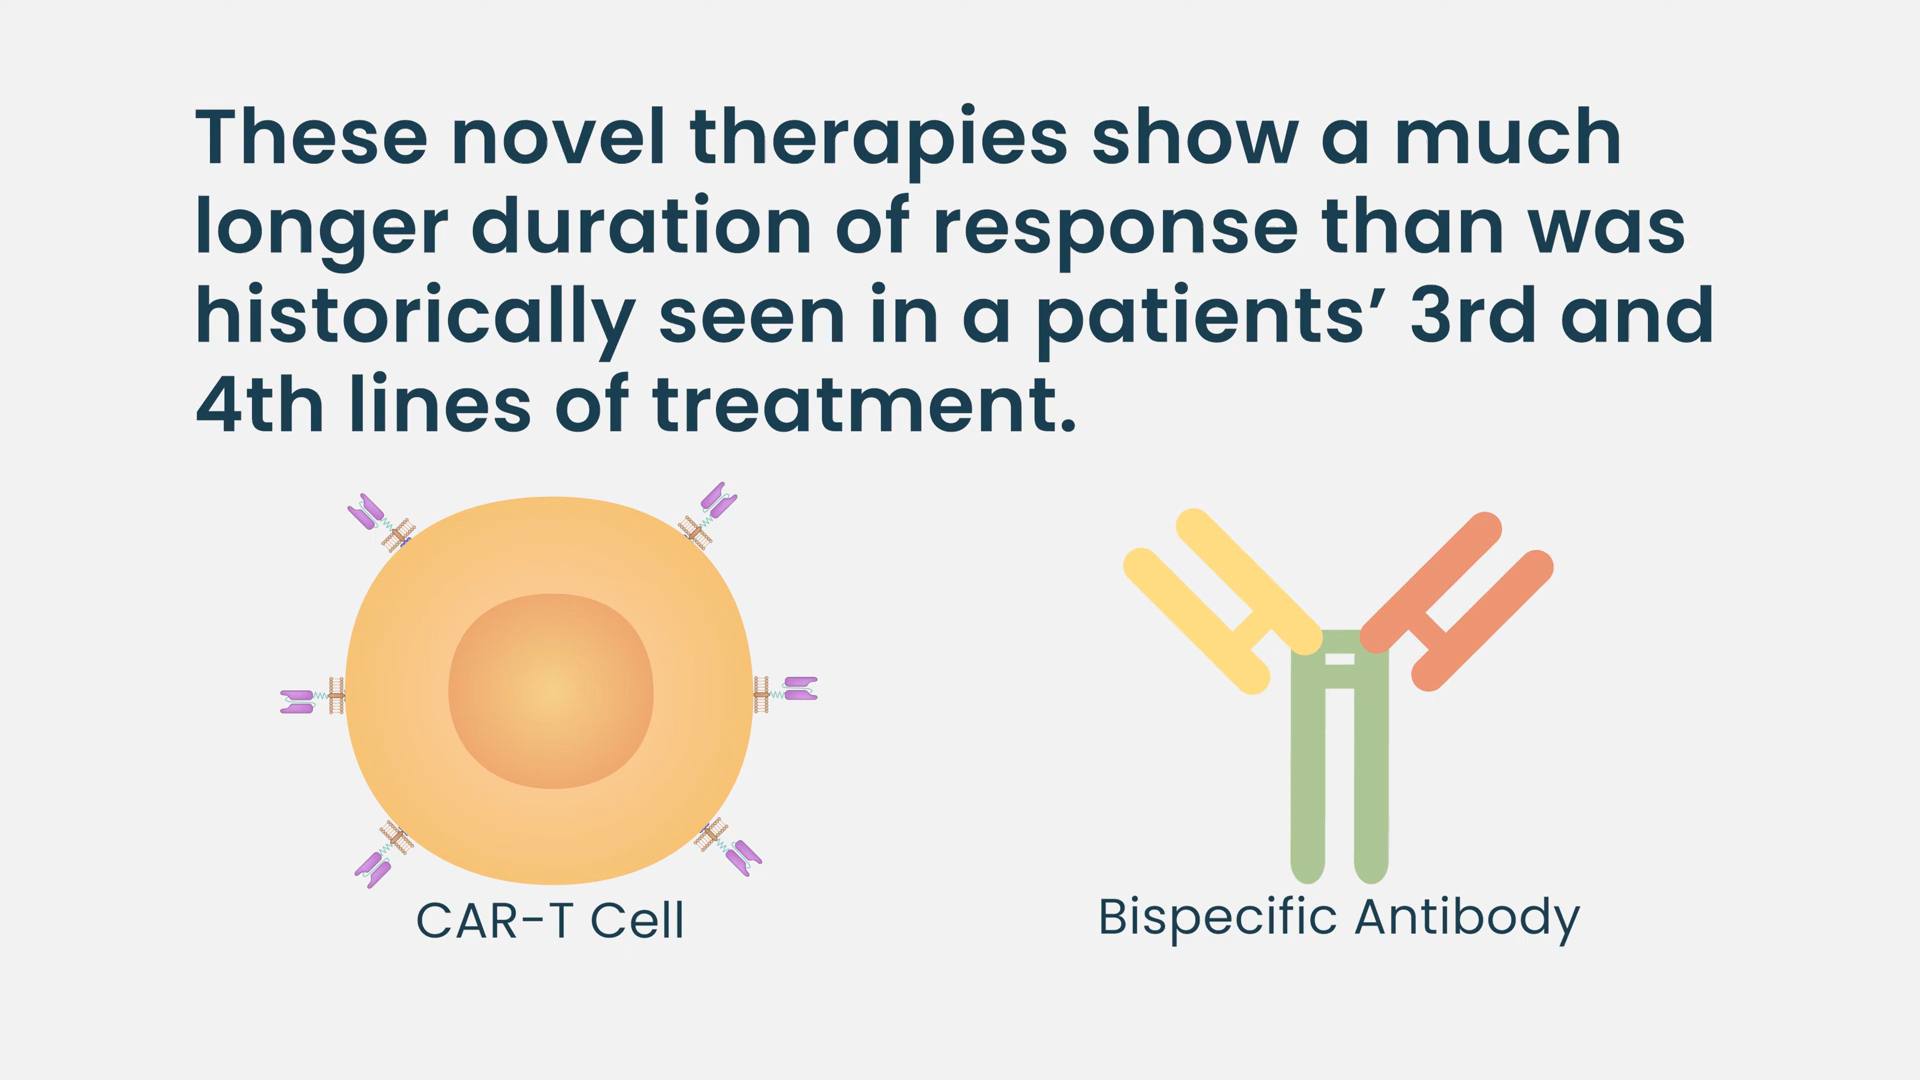 These novel therapies show a much
longer duration of response than was
historically seen in a patients’ 3rd and
4th lines of treatment.
CAR-T Cell
Bispecific Antibody